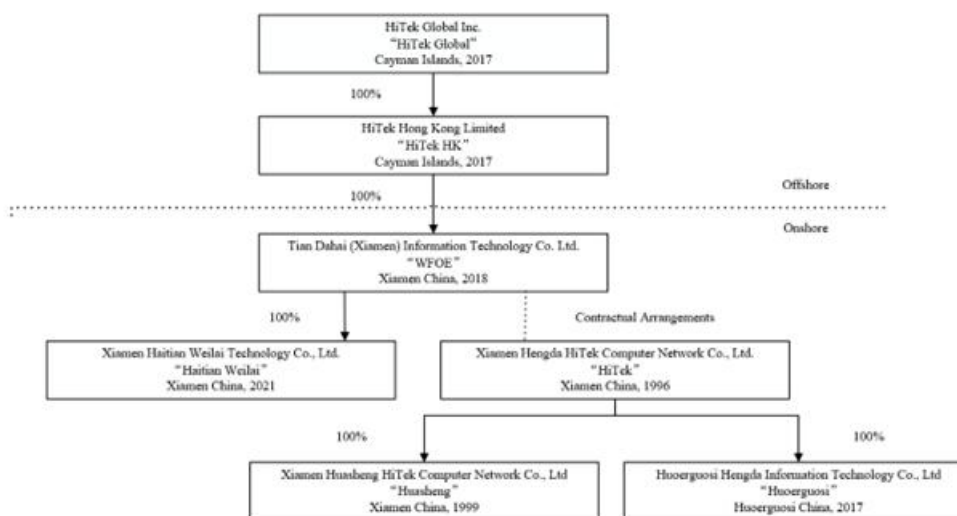 HiTek Global Inc.
“HiTek Global”
Cayman Islands, 2017
100%
HiTek Hong Kong Limited
“HiTek HK”
Cayman Islands, 2017
Offshore
100%
Onshore
Tian Dahai (Xiamen) Information Technology Co. Ltd.
“WFOE”
Xiamen China, 2018
100%
Contractual Arrangements
Xiamen Haitian Weilai Technology Co., Ltd.
“Haitian Weilai”
Xiamen China, 2021
Xiamen Hengda HiTek Computer Network Co., Ltd.
“HiTek”
Xiamen China, 1996
100%
100%
Xiamen Huasheng HiTek Computer Network Co., Ltd
“Huasheng”
Xiamen China, 1999
Huoerguosi Hengda Information Technology Co., Ltd
“Huoerguosi”
Huoerguosi China, 2017